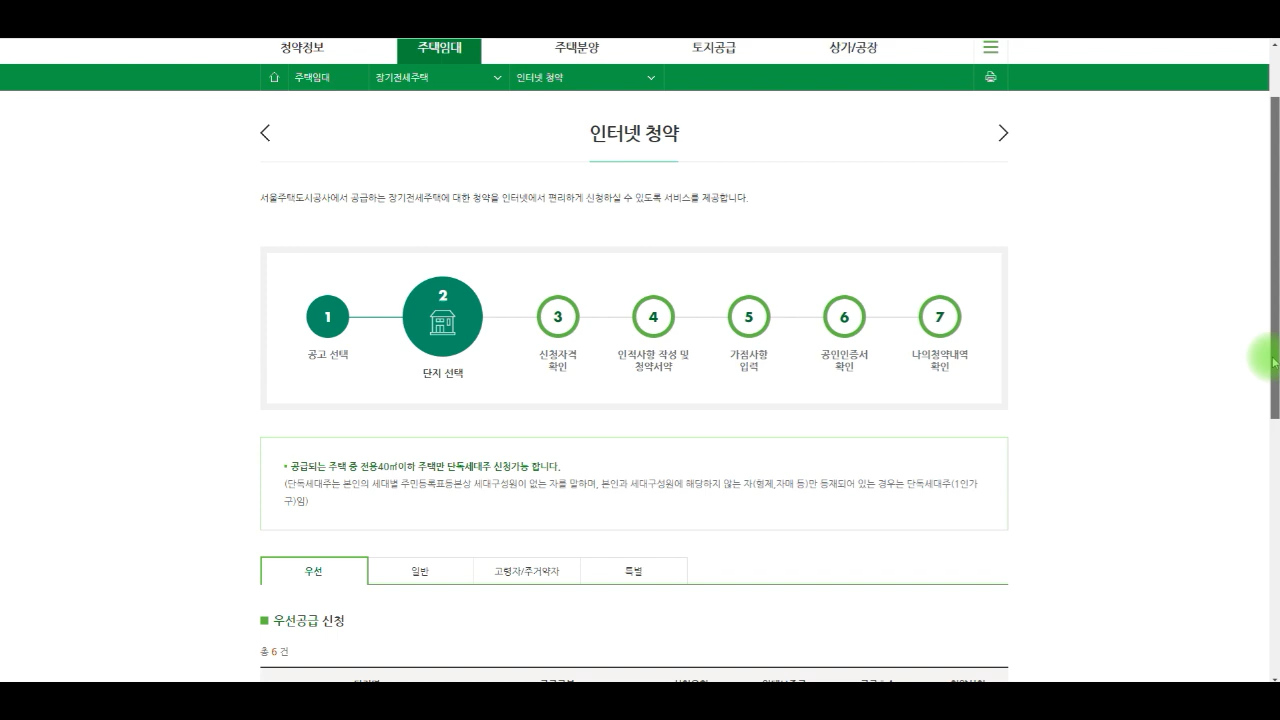 청약정보 주택임대 주택분양 토지공급 상가/공장
주택임대 장기전세주택 인터넷 청약
인터넷 청약
서울주택도시공사에서 공급하는 장기전세주택에 대한 청약을 인터넷에서 편리하게 신청하실 수 있도록 서비스를 제공합니다.
1 2 3 4 5 6 7
공고 선택 단지 선택 신청자격 확인 인적사항 작성 및 청약서약 가점사항 입력 공인인증서 확인 나의청약내역 확인
• 공급되는 주택 중 전용40㎡이하 주택만 단독세대주 신청가능 합니다.
(단독세대주는 본인의 세대별 주민등록표등본상 세대구성원이 없는 자를 말하며, 본인과 세대구성원에 해당하지 않는 자(형제,자매 등)만 등재되어 있는 경우는 단독세대주(1인가
구)임)
우선 일반 고령자/주거약자 특별
우선공급 신청
총 6 건